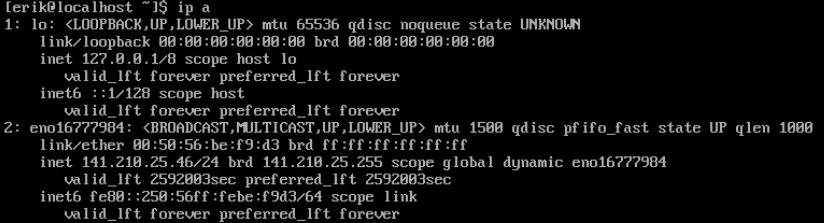 [erik@localhost ~]$ ip a
1: lo: <LOOPBACK,UP,LOWER_UP> mtu 65536 qdisc noqueue state UNKNOWN
link/loopback 00:00:00:00:00:00 brd 00:00:00:00:00:00
inet 127.0.0.1/8 scope host lo
valid_lft forever preferred_lft forever
inet6 ::1/128 scope host
valid_lft forever preferred_lft forever
2: eno16777984: <BROADCAST,MULTICAST,UP,LOWER_UP> mtu 1500 qdisc pfifo_fast state UP qlen 1000
link/ether 00:50:56:be:f9:d3 brd ff:ff:ff:ff:ff:ff
inet 141.210.25.46/24 brd 141.210.25.255 scope global dynamic eno16777984
valid_lft 2592003sec preferred_lft 2592003sec
inet6 fe80::250:56ff:febe:f9d3/64 scope link
valid_lft forever preferred_lft forever